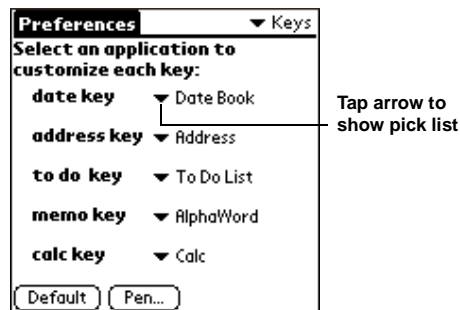 Preferences Keys
Select an application to
customize each key:
date key Date Book
address key Address
to do key To Do List
memo key AlphaWord
calc key Calc
Default Pen...
Tap arrow to
show pick list